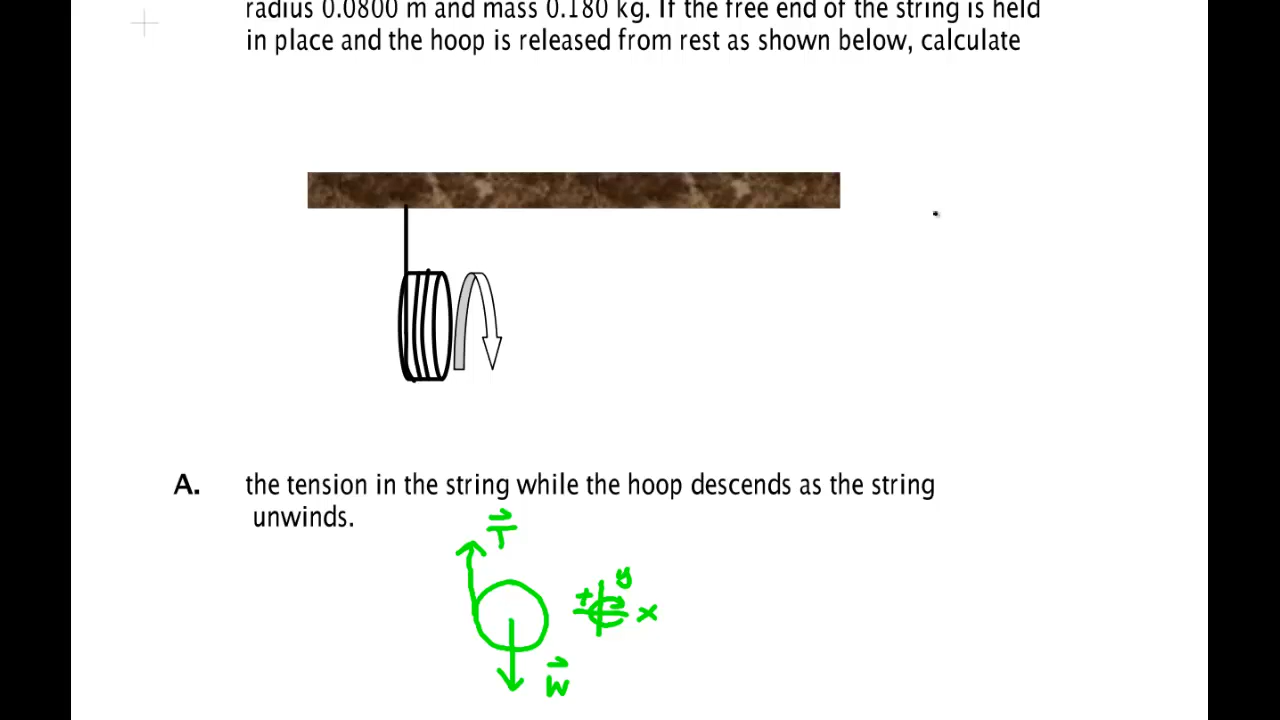 radius 0.0800 m and mass 0.180 kg. If the free end of the string is held
in place and the hoop is released from rest as shown below, calculate
A. the tension in the string while the hoop descends as the string
unwinds.
T
y
+
x
W